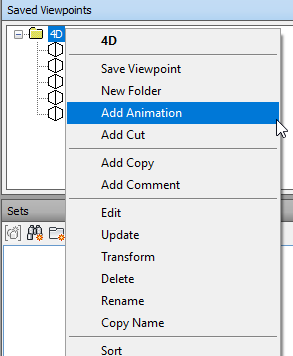 Saved Viewpoints
4D
4D
Save Viewpoint
New Folder
Add Animation
Add Cut
Add Copy
Add Comment
Sets
Edit
Update
Transform
Delete
Rename
Copy Name
Sort